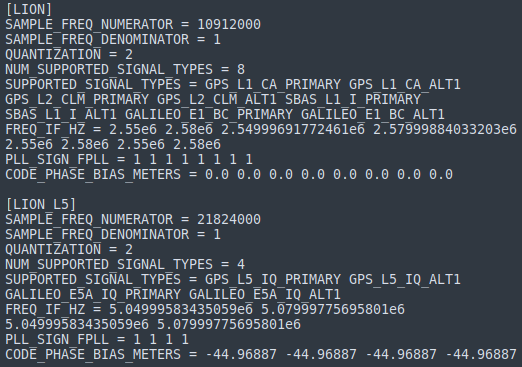 [LION]
SAMPLE_FREQ_NUMERATOR = 10912000
SAMPLE_FREQ_DENOMINATOR = 1
QUANTIZATION = 2
NUM_SUPPORTED_SIGNAL_TYPES = 8
SUPPORTED_SIGNAL_TYPES = GPS_L1_CA_PRIMARY GPS_L1_CA_ALT1
GPS_L2_CLM_PRIMARY GPS_L2_CLM_ALT1 SBAS_L1_I_PRIMARY
SBAS_L1_I_ALT1 GALILEO_E1_BC_PRIMARY GALILEO_E1_BC_ALT1
FREQ_IF_HZ = 2.55e6 2.58e6 2.54999691772461e6 2.57999884033203e6
2.55e6 2.58e6 2.55e6 2.58e6
PLL_SIGN_FPLL = 1 1 1 1 1 1 1 1
CODE_PHASE_BIAS_METERS = 0.0 0.0 0.0 0.0 0.0 0.0 0.0 0.0
[LION_L5]
SAMPLE_FREQ_NUMERATOR = 21824000
SAMPLE_FREQ_DENOMINATOR = 1
QUANTIZATION = 2
NUM_SUPPORTED_SIGNAL_TYPES = 4
SUPPORTED_SIGNAL_TYPES = GPS_L5_IQ_PRIMARY GPS_L5_IQ_ALT1
GALILEO_E5A_IQ_PRIMARY GALILEO_E5A_IQ_ALT1
FREQ_IF_HZ = 5.04999583435059e6 5.07999775695801e6
5.04999583435059e6 5.07999775695801e6
PLL_SIGN_FPLL = 1 1 1 1
CODE_PHASE_BIAS_METERS = -44.96887 -44.96887 -44.96887 -44.96887